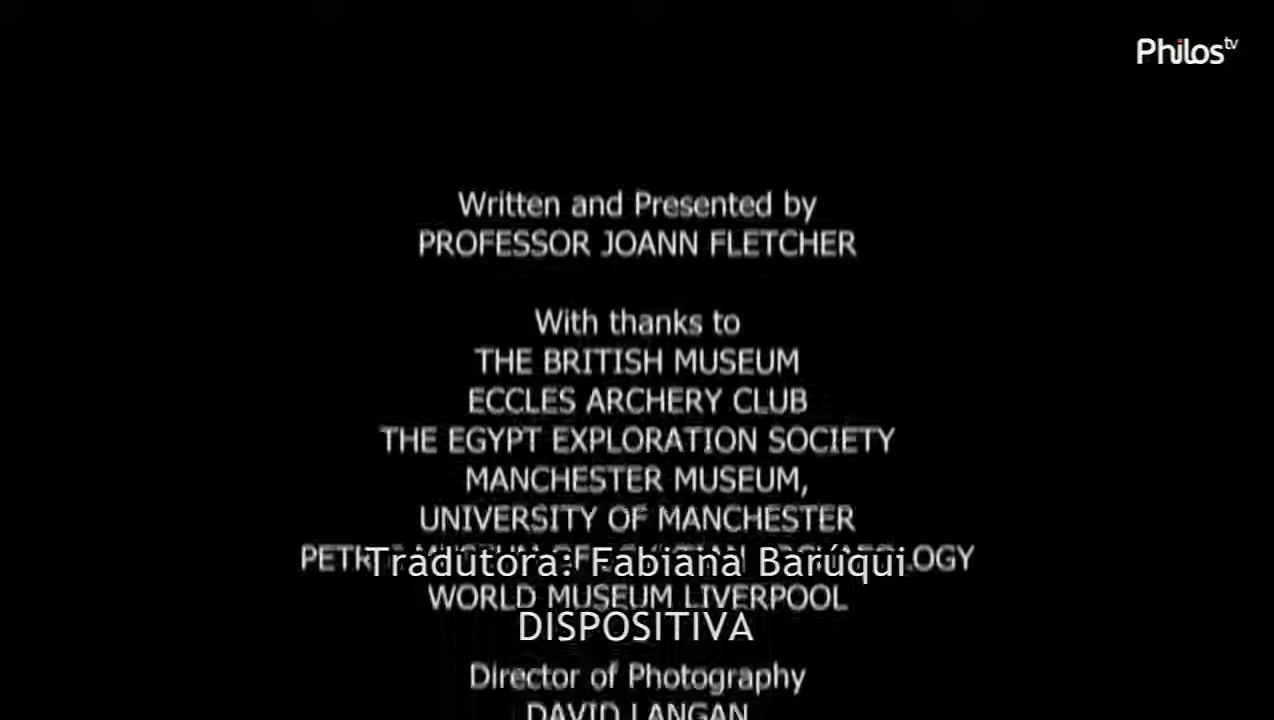 Philos tv
Written and Presented by
PROFESSOR JOANN FLETCHER
With thanks to
THE BRITISH MUSEUM
ECCLES ARCHERY CLUB
THE EGYPT EXPLORATION SOCIETY
MANCHESTER MUSEUM,
UNIVERSITY OF MANCHESTER
Tradutora: Fabiana Barúqui
WORLD MUSEUM LIVERPOOL
DISPOSITIVA
Director of Photography
DAVID LANGAN